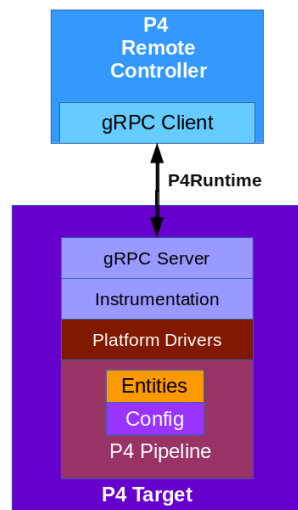 P4
Remote
Controller
gRPC Client
P4Runtime
gRPC Server
Instrumentation
Platform Drivers
Entities
Config
P4 Pipeline
P4 Target